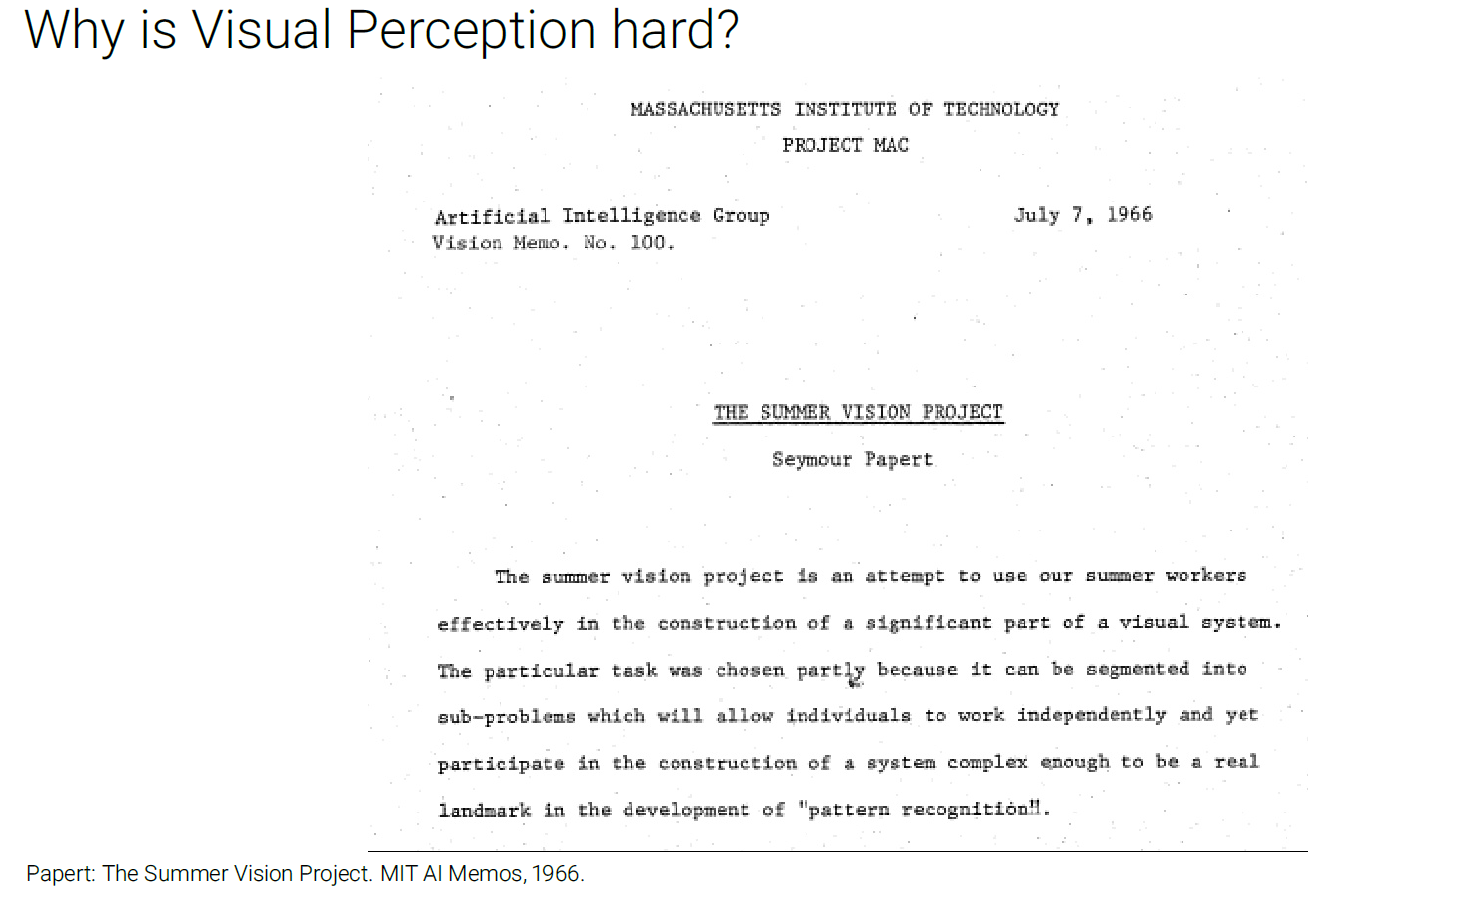 Why is Visual Perception hard?
MASSACHUSETTS INSTITUTE OF TECHNOLOGY
PROJECT MAC
Artificial Intelligence Group July 7, 1966
Vision Memo. No. 100.
THE SUMMER VISION PROJECT
Seymour Papert
The summer vision project is an attempt to use our summer workers
effectively in the construction of a significant part of a visual system.
The particular task was chosen partly because it can be segmented into
sub-problems which will allow individuals to work independently and yet
participate in the construction of a system complex enough to be a real
landmark in the development of "pattern recognition".
Papert: The Summer Vision Project. MIT AI Memos, 1966.